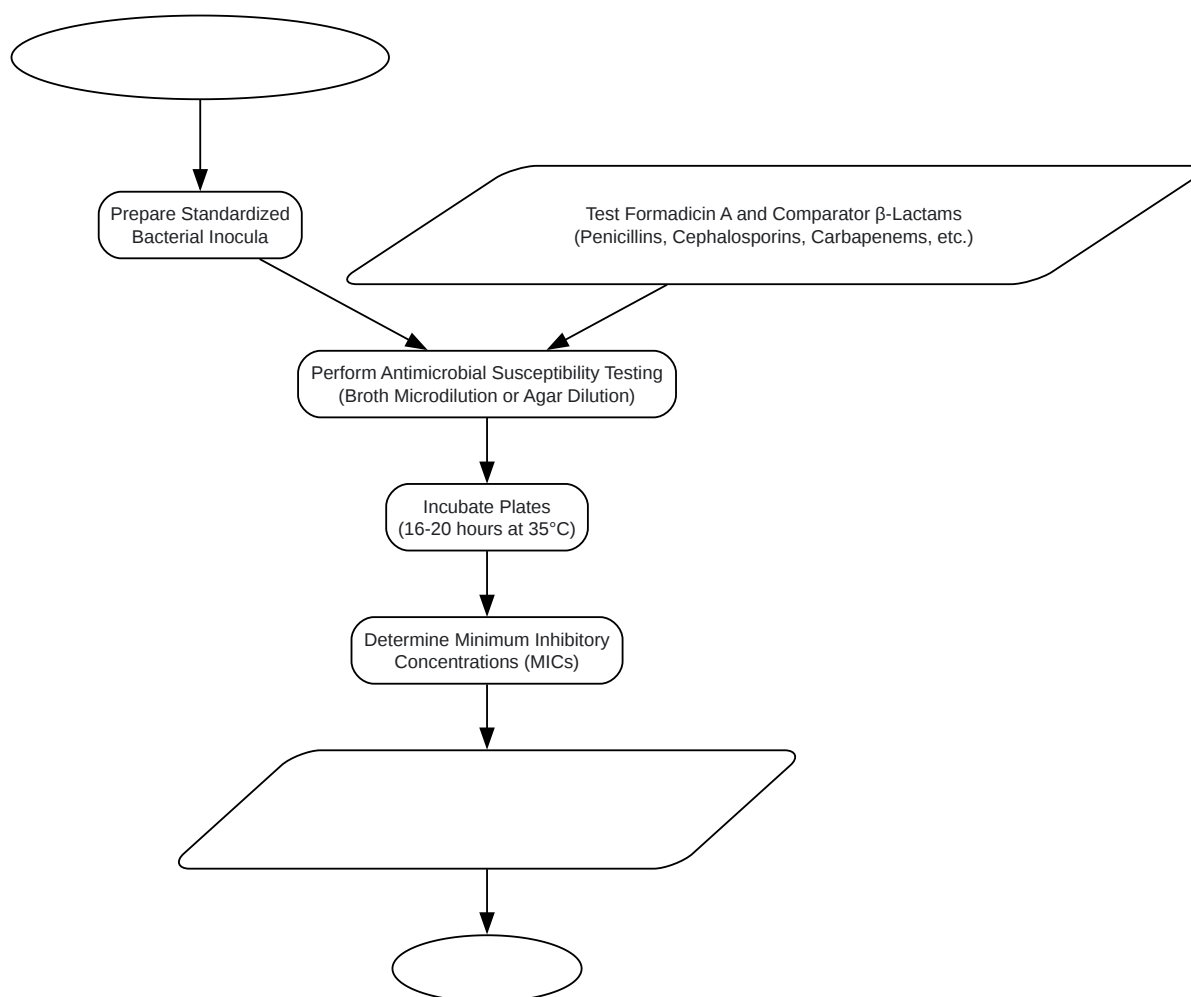 Prepare Standardized
Bacterial Inocula
Test Formadicin A and Comparator β-Lactams
(Penicillins, Cephalosporins, Carbapenems, etc.)
Perform Antimicrobial Susceptibility Testing
(Broth Microdilution or Agar Dilution)
Incubate Plates
(16-20 hours at 35°C)
Determine Minimum Inhibitory
Concentrations (MICs)